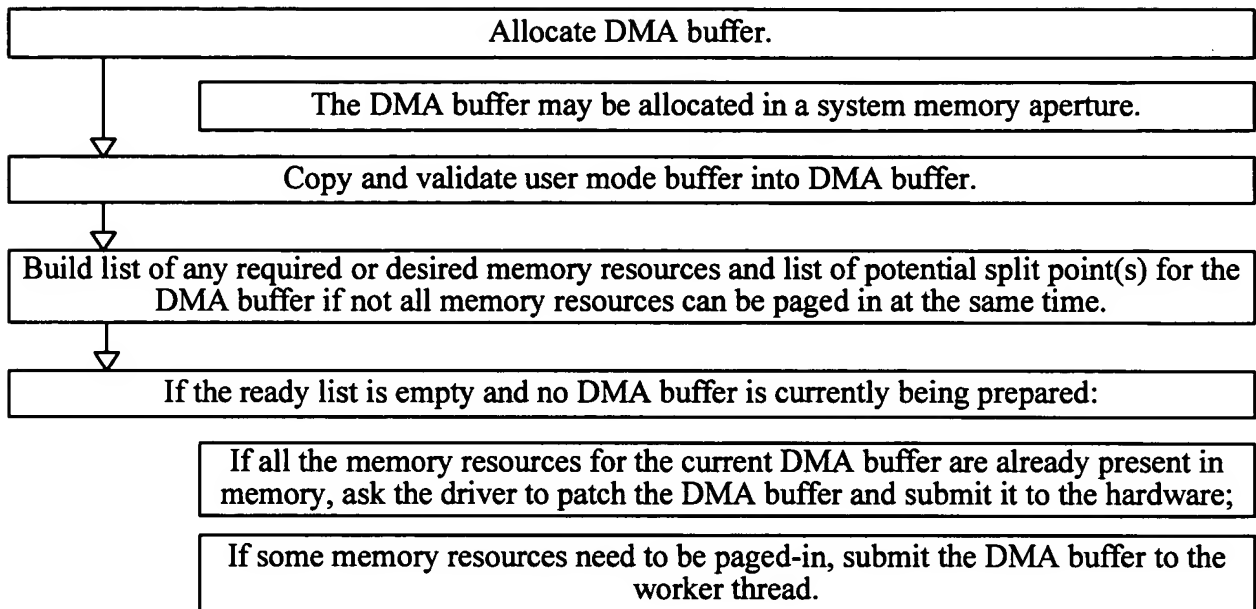 Allocate DMA buffer.
The DMA buffer may be allocated in a system memory aperture.
Copy and validate user mode buffer into DMA buffer.
Build list of any required or desired memory resources and list of potential split point(s) for the
DMA buffer if not all memory resources can be paged in at the same time.
If the ready list is empty and no DMA buffer is currently being prepared:
If all the memory resources for the current DMA buffer are already present in
memory, ask the driver to patch the DMA buffer and submit it to the hardware;
If some memory resources need to be paged-in, submit the DMA buffer to the
worker thread.